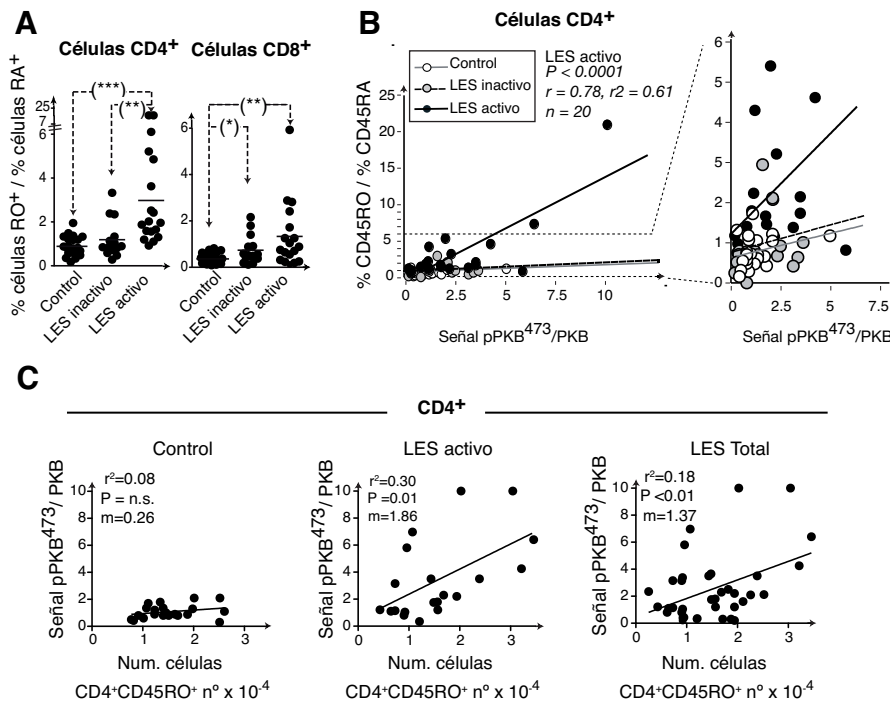 A
Células CD4+
Células CD8+
% células RO+ / % células RA+
(***)
(**)
(**)
(*)
25
7
6
4
2
0
6
4
2
0
Control
LES inactivo
LES activo
Control
LES inactivo
LES activo
B
Células CD4+
Control
LES inactivo
LES activo
LES activo
P < 0.0001
r = 0.78, r2 = 0.61
n = 20
% CD45RO / % CD45RA
25
20
15
10
5
0
0
2.5
5
10
Señal pPKB473/PKB
6
5
2
3
2
1
0
0
2.5
5
7.5
Señal pPKB473/PKB
C
CD4+
Control
Señal pPKB473/ PKB
r2=0.08
P = n.s.
m=0.26
10
8
6
4
2
0
0 1 2 3
Num. células
CD4+CD45RO+ nº x 10-4
LES activo
Señal pPKB473/ PKB
r2=0.30
P =0.01
m=1.86
10
8
6
4
2
0
0 1 2 3
Num. células
CD4+CD45RO+ nº x 10-4
LES Total
Señal pPKB473/ PKB
r2=0.18
P <0.01
m=1.37
10
8
6
4
2
0
0 1 2 3
Num. células
CD4+CD45RO+ nº x 10-4